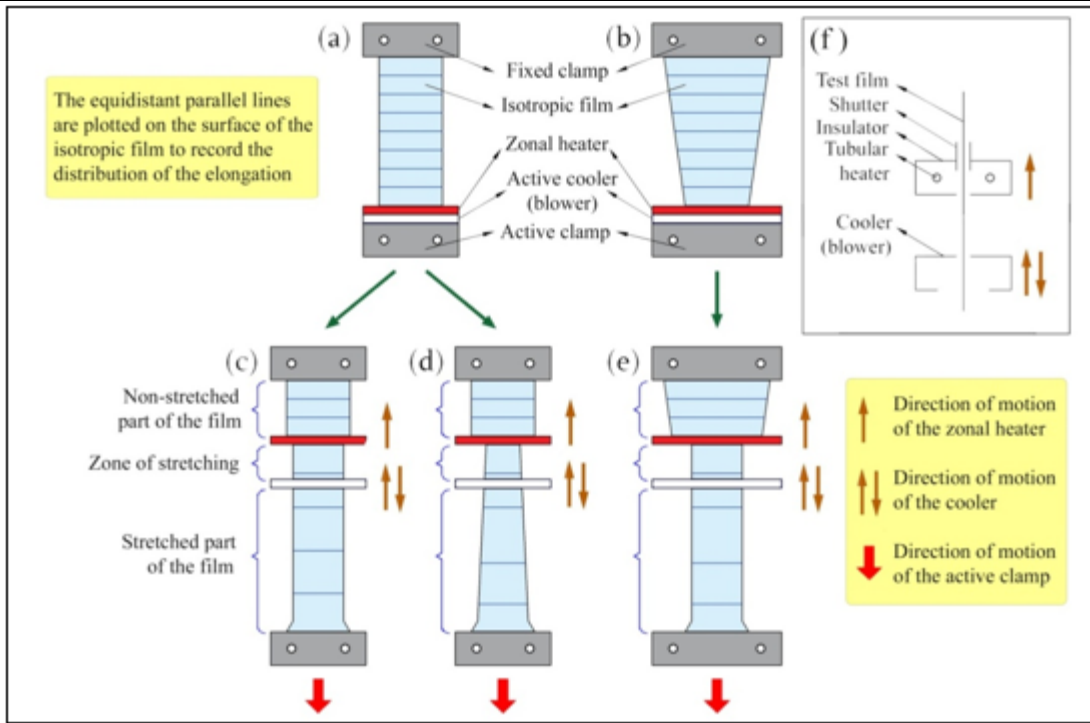 (a)
(b)
(f)
The equidistant parallel lines
are plotted on the surface of the
isotropic film to record the
distribution of the elongation
Fixed clamp
Isotropic film
Zonal heater
Active cooler
(blower)
Active clamp
Test film
Shutter
Insulator
Tubular
heater
Cooler
(blower)
(c)
(d)
(e)
Non-stretched
part of the film
Zone of stretching
Stretched part
of the film
Direction of motion
of the zonal heater
Direction of motion
of the cooler
Direction of motion
of the active clamp